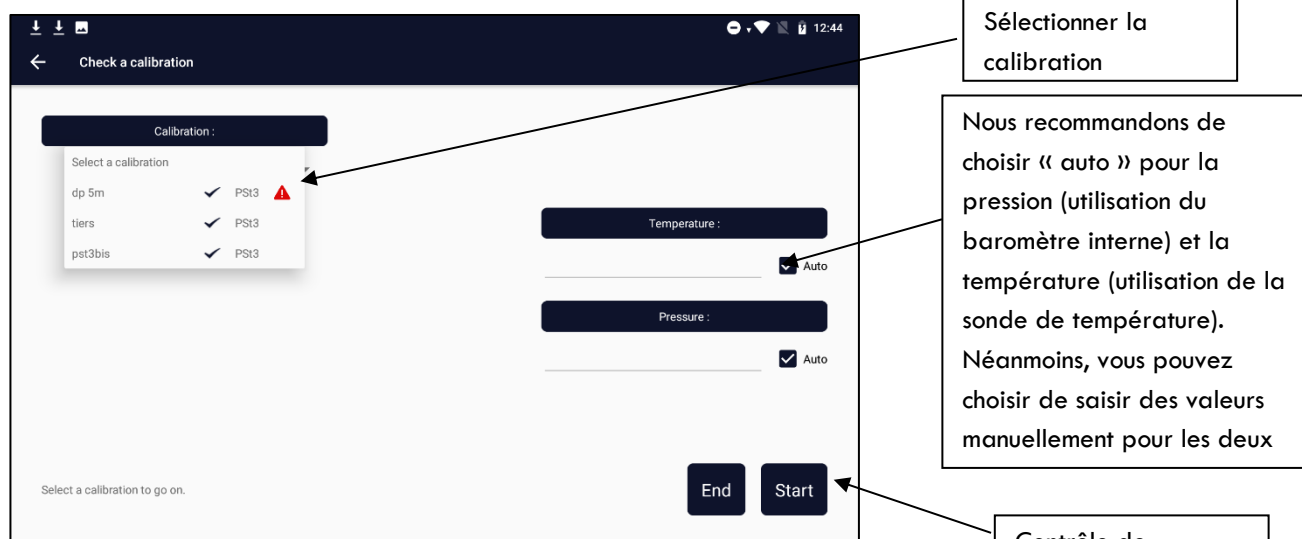 12:44
Check a calibration
Calibration :
Select a calibration
dp 5m PSt3
tiers PSt3
pst3bis PSt3
Temperature :
Auto
Pressure :
Auto
Select a calibration to go on.
End
Start
Sélectionner la
calibration
Nous recommandons de
choisir « auto » pour la
pression (utilisation du
baromètre interne) et la
température (utilisation de la
sonde de température).
Néanmoins, vous pouvez
choisir de saisir des valeurs
manuellement pour les deux
Contrôle de